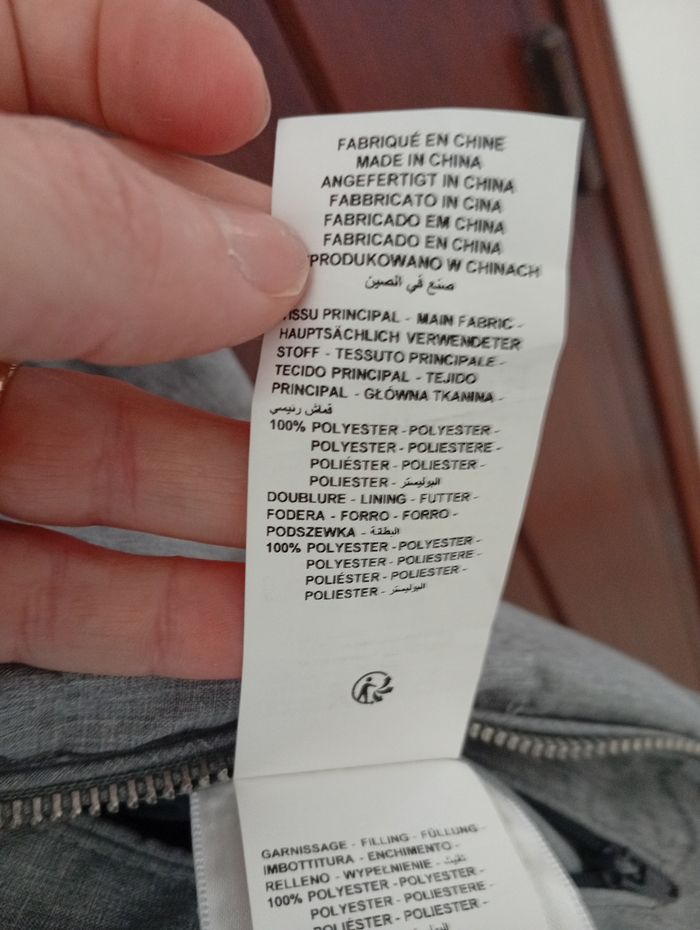 FABRIQUÉ EN CHINE
MADE IN CHINA
ANGEFERTIGT IN CHINA
FABBRICATO IN CINA
FABRICADO EM CHINA
FABRICADO EN CHINA
PRODUKOWANO W CHINACH
صنع في الصين
TISSU PRINCIPAL - MAIN FABRIC -
HAUPTSÄCHLICH VERWENDETER
STOFF - TESSUTO PRINCIPALE -
TECIDO PRINCIPAL - TEJIDO
PRINCIPAL - GŁÓWNA TKANINA -
قماش رئيسي
100% POLYESTER - POLYESTER -
POLYESTER - POLIESTERE -
POLIÉSTER - POLIESTER -
POLIESTER - البوليستر
DOUBLURE - LINING - FUTTER -
FODERA - FORRO - FORRO -
PODSZEWKA - البطانة
100% POLYESTER - POLYESTER -
POLYESTER - POLIESTERE -
POLIÉSTER - POLIESTER -
POLIESTER - البوليستر
GARNISSAGE - FILLING - FÜLLUNG -
IMBOTTITURA - ENCHIMENTO -
RELLENO - WYPEŁNIENIE -
100% POLYESTER - POLYESTER -
POLYESTER - POLIESTERE -
POLIÉSTER - POLIESTER -